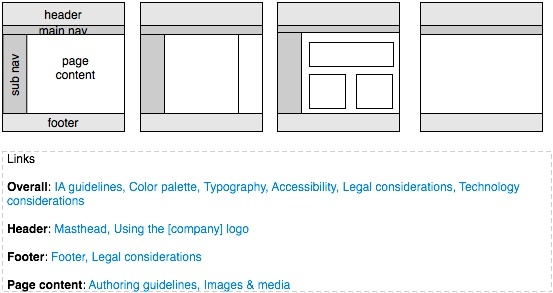 header
main nav
sub nav
page
content
footer
Links
Overall: IA guidelines, Color palette, Typography, Accessibility, Legal considerations, Technology
considerations
Header: Masthead, Using the [company] logo
Footer: Footer, Legal considerations
Page content: Authoring guidelines, Images & media